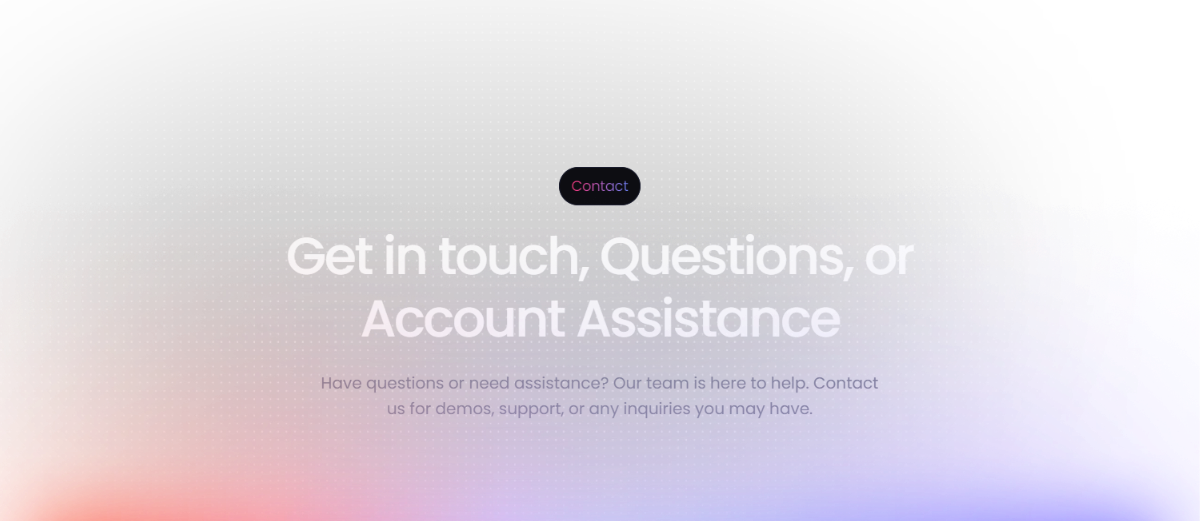 Contact
Get in touch, Questions, or
Account Assistance
Have questions or need assistance? Our team is here to help. Contact
us for demos, support, or any inquiries you may have.